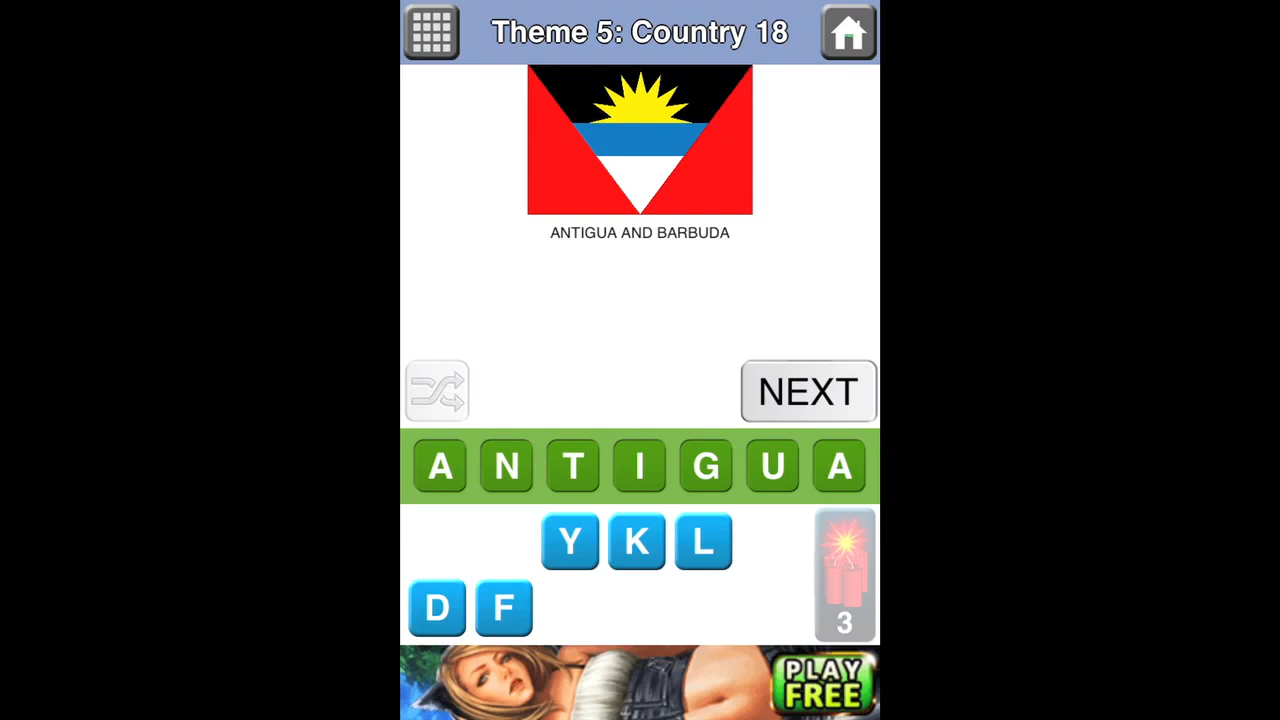 Theme 5: Country 18
ANTIGUA AND BARBUDA
NEXT
A N T I G U A
Y K L
D F
3
PLAY
FREE